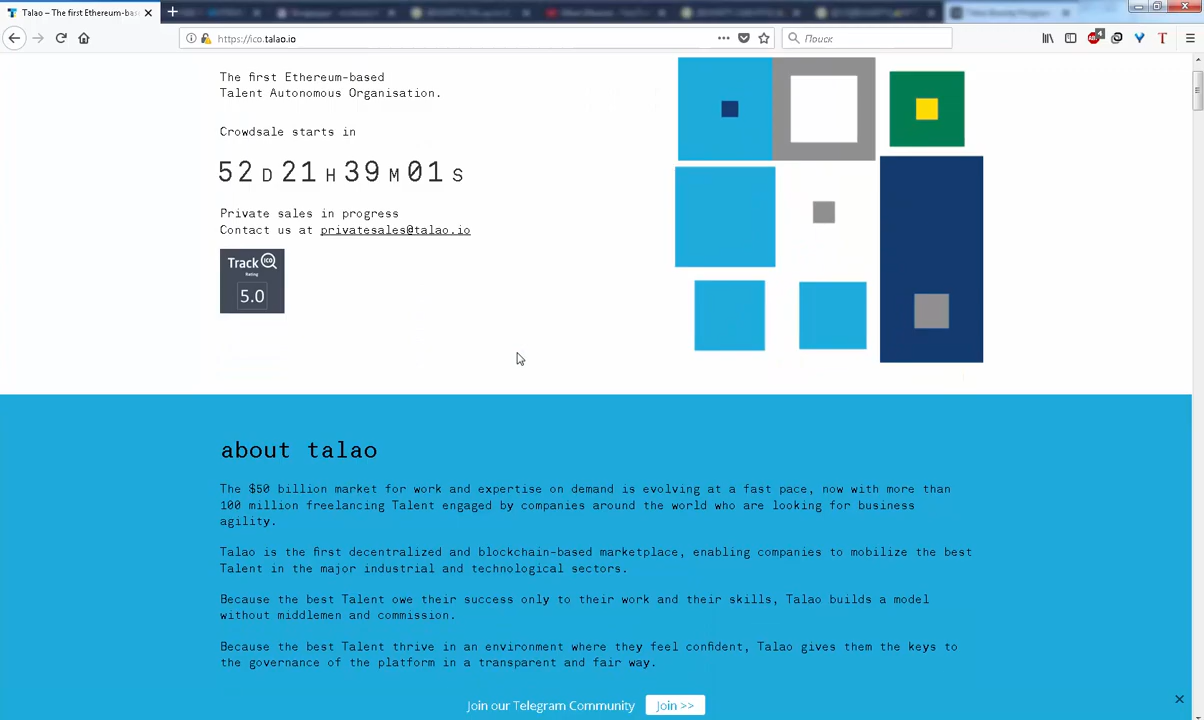 Talao – The first Ethereum-bas
https://ico.talao.io
Поиск
4
The first Ethereum-based
Talent Autonomous Organisation.
Crowdsale starts in
52 D 21 H 39 M 01 S
Private sales in progress
Contact us at privatesales@talao.io
Track ICO
Rating
5.0
about talao
The $50 billion market for work and expertise on demand is evolving at a fast pace, now with more than
100 million freelancing Talent engaged by companies around the world who are looking for business
agility.
Talao is the first decentralized and blockchain-based marketplace, enabling companies to mobilize the best
Talent in the major industrial and technological sectors.
Because the best Talent owe their success only to their work and their skills, Talao builds a model
without middlemen and commission.
Because the best Talent thrive in an environment where they feel confident, Talao gives them the keys to
the governance of the platform in a transparent and fair way.
Join our Telegram Community
Join >>